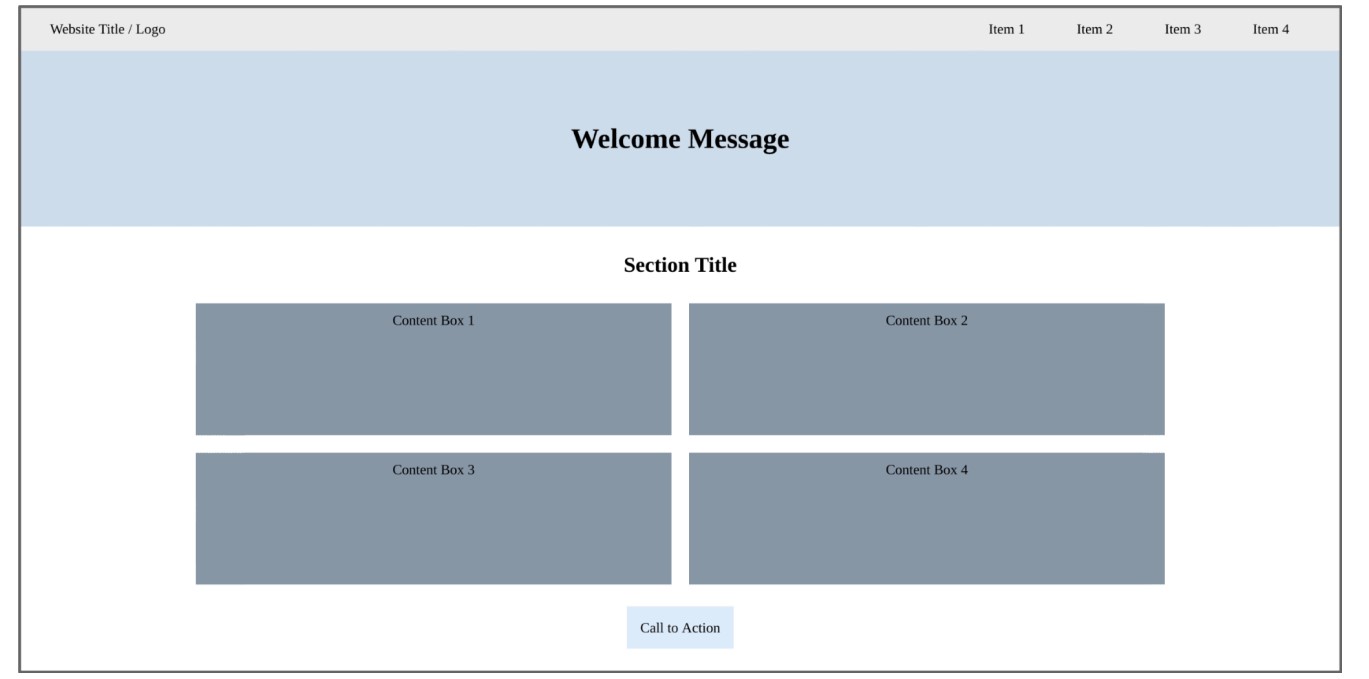 Website Title / Logo
Item 1
Item 2
Item 3
Item 4
Welcome Message
Section Title
Content Box 1
Content Box 2
Content Box 3
Content Box 4
Call to Action